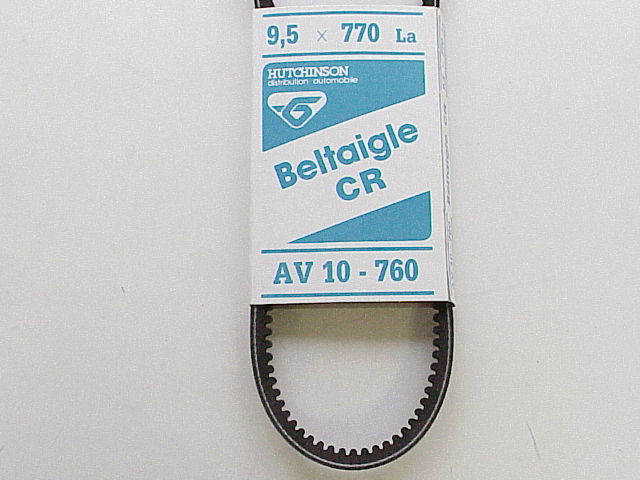 9,5 x 770 La
HUTCHINSON
distribution automobile
Beltaigle
CR
AV 10 - 760